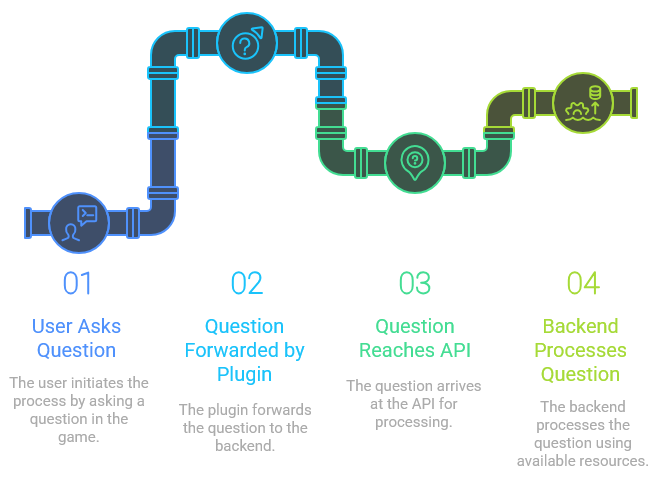 01
User Asks
Question
The user initiates the
process by asking a
question in the
game.
02
Question
Forwarded by
Plugin
The plugin forwards
the question to the
backend.
03
Question
Reaches API
The question arrives
at the API for
processing.
04
Backend
Processes
Question
The backend
processes the
question using
available resources.